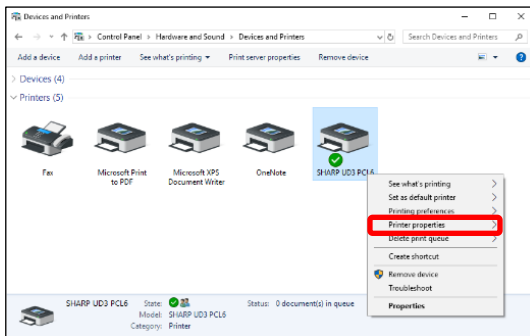 Devices and Printers
Control Panel > Hardware and Sound > Devices and Printers
Search Devices and Printers
Add a device Add a printer See what's printing Print server properties Remove device
Devices (4)
Printers (5)
Fax
Microsoft Print to PDF
Microsoft XPS Document Writer
OneNote
SHARP UD3 PCL6
See what's printing
Set as default printer
Printing preferences
Printer properties
Delete print queue
Create shortcut
Remove device
Troubleshoot
Properties
SHARP UD3 PCL6 State: Status: 0 document(s) in queue
Model: SHARP UD3 PCL6
Category: Printer